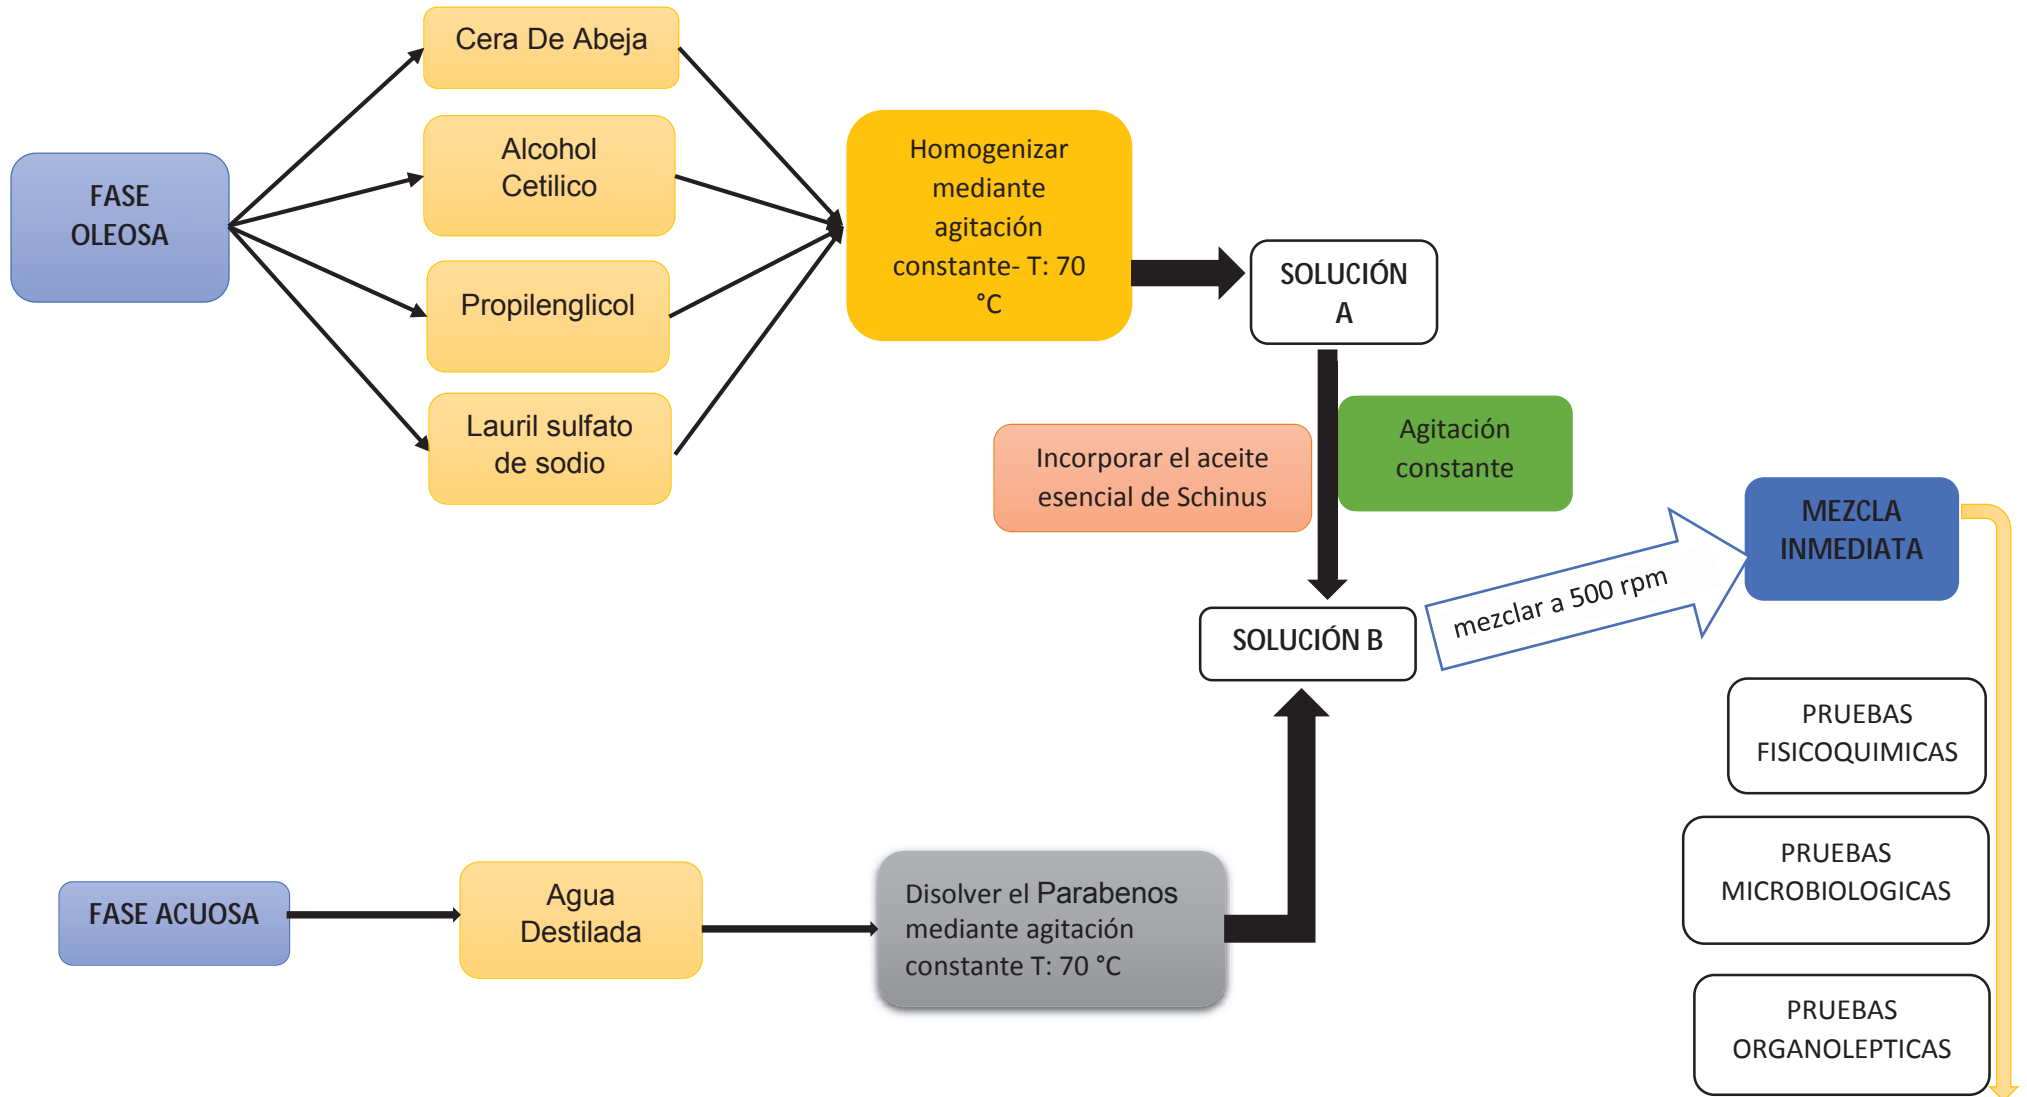 Cera De Abeja
Alcohol
Cetilico
FASE
OLEOSA
Propilenglicol
Lauril sulfato
de sodio
Homogenizar
mediante
agitación
constante- T: 70
°C
SOLUCIÓN
A
Incorporar el aceite
esencial de Schinus
Agitación
constante
SOLUCIÓN B
mezclar a 500 rpm
MEZCLA
INMEDIATA
PRUEBAS
FISICOQUIMICAS
PRUEBAS
MICROBIOLOGICAS
PRUEBAS
ORGANOLEPTICAS
FASE ACUOSA
Agua
Destilada
Disolver el Parabenos
mediante agitación
constante T: 70 °C